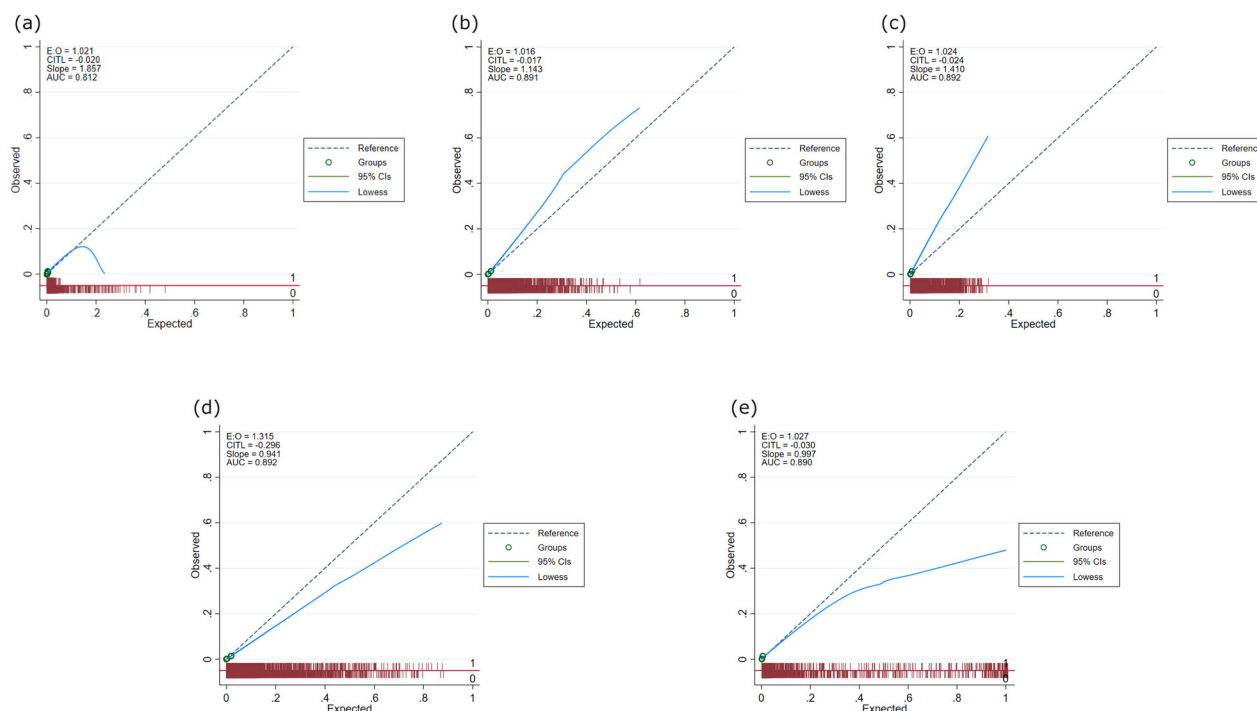 (a)
E:O = 1.021
CITL = -0.020
Slope = 1.857
AUC = 0.812
Observed
1
.8
.6
.4
.2
0
1
0
0 .2 .4 .6 .8 1
Expected
Reference
Groups
95% CIs
Lowess
(b)
E:O = 1.016
CITL = -0.017
Slope = 1.143
AUC = 0.891
Observed
1
.8
.6
.4
.2
0
1
0
0 .2 .4 .6 .8 1
Expected
Reference
Groups
95% CIs
Lowess
(c)
E:O = 1.024
CITL = -0.024
Slope = 1.410
AUC = 0.892
Observed
1
.8
.6
.4
.2
0
1
0
0 .2 .4 .6 .8 1
Expected
Reference
Groups
95% CIs
Lowess
(d)
E:O = 1.315
CITL = -0.296
Slope = 0.941
AUC = 0.892
Observed
1
.8
.6
.4
.2
0
1
0
0 .2 .4 .6 .8 1
Expected
Reference
Groups
95% CIs
Lowess
(e)
E:O = 1.027
CITL = -0.030
Slope = 0.997
AUC = 0.890
Observed
1
.8
.6
.4
.2
0
1
0
0 .2 .4 .6 .8 1
Expected
Reference
Groups
95% CIs
Lowess